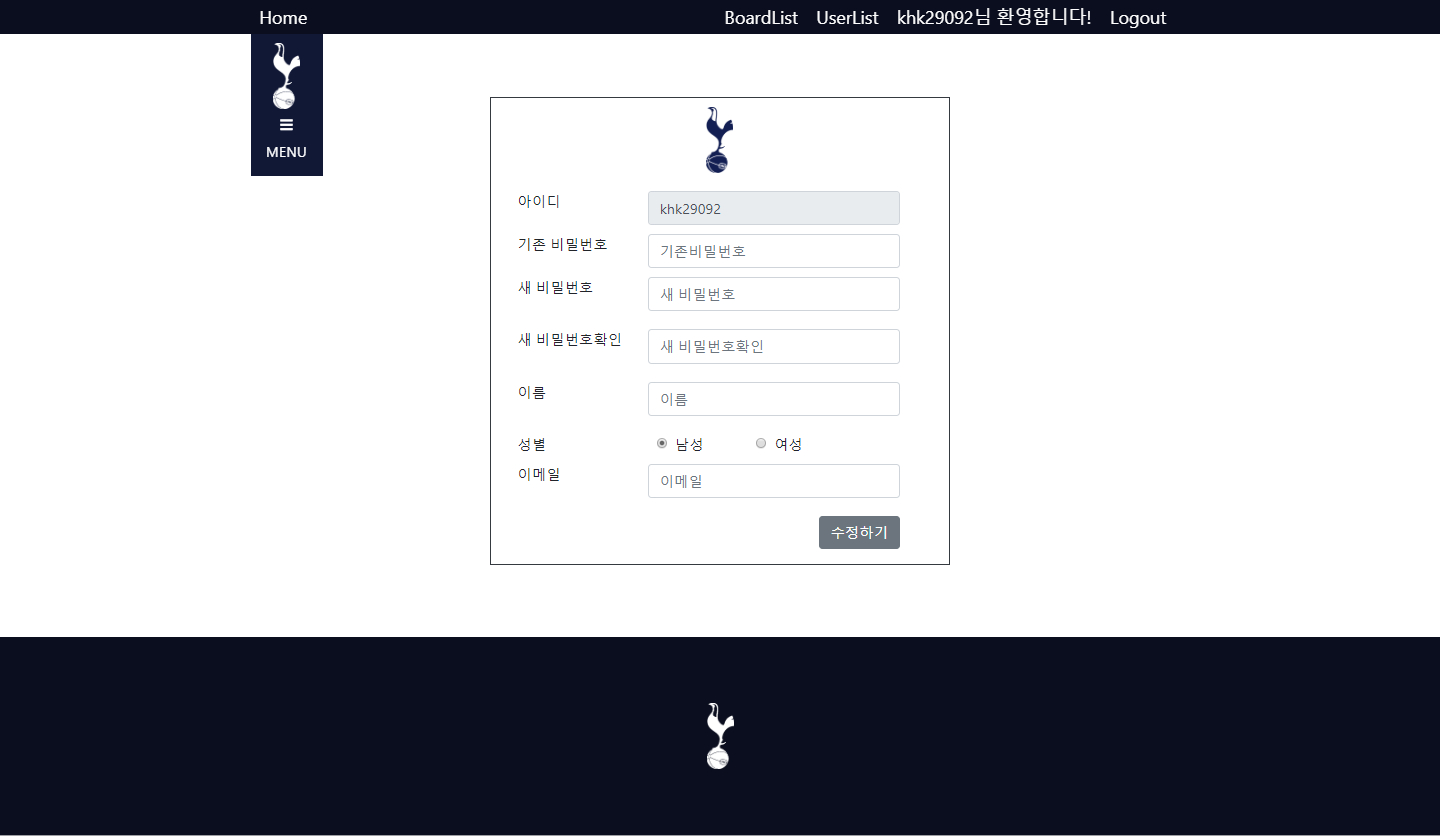 Home BoardList UserList khk29092님 환영합니다! Logout
MENU
아이디 khk29092
기존 비밀번호 기존비밀번호
새 비밀번호 새 비밀번호
새 비밀번호확인 새 비밀번호확인
이름 이름
성별 남성 여성
이메일 이메일
수정하기